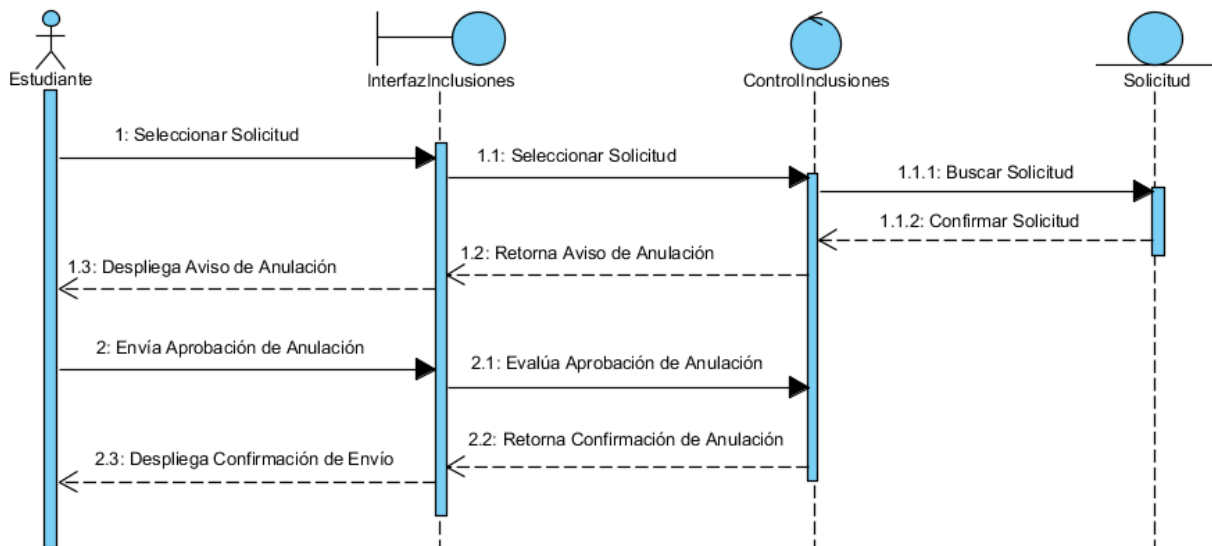 Estudiante
InterfazInclusiones
ControlInclusiones
Solicitud
1: Seleccionar Solicitud
1.1: Seleccionar Solicitud
1.1.1: Buscar Solicitud
1.1.2: Confirmar Solicitud
1.2: Retorna Aviso de Anulación
1.3: Despliega Aviso de Anulación
2: Envía Aprobación de Anulación
2.1: Evalúa Aprobación de Anulación
2.2: Retorna Confirmación de Anulación
2.3: Despliega Confirmación de Envío